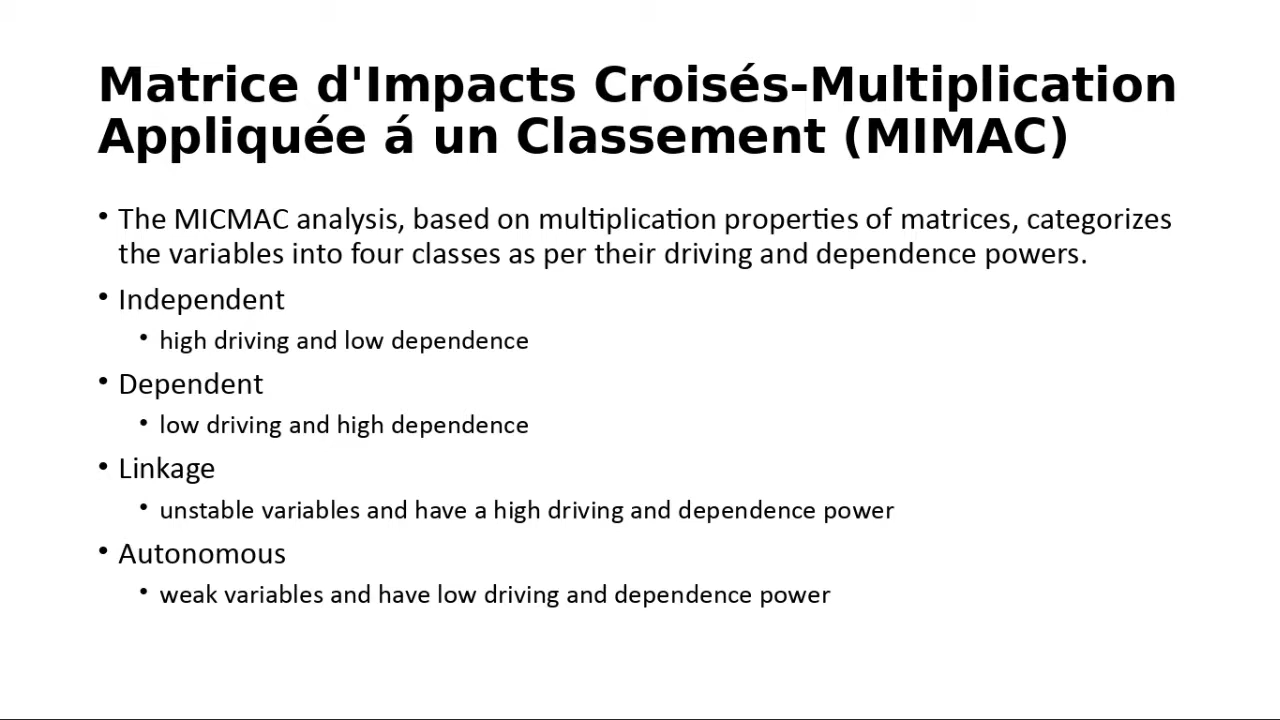 Matrice d'Impacts Croisés-Multiplication
Appliquée á un Classement (MIMAC)
• The MICMAC analysis, based on multiplication properties of matrices, categorizes
the variables into four classes as per their driving and dependence powers.
• Independent
• high driving and low dependence
• Dependent
• low driving and high dependence
• Linkage
• unstable variables and have a high driving and dependence power
• Autonomous
• weak variables and have low driving and dependence power